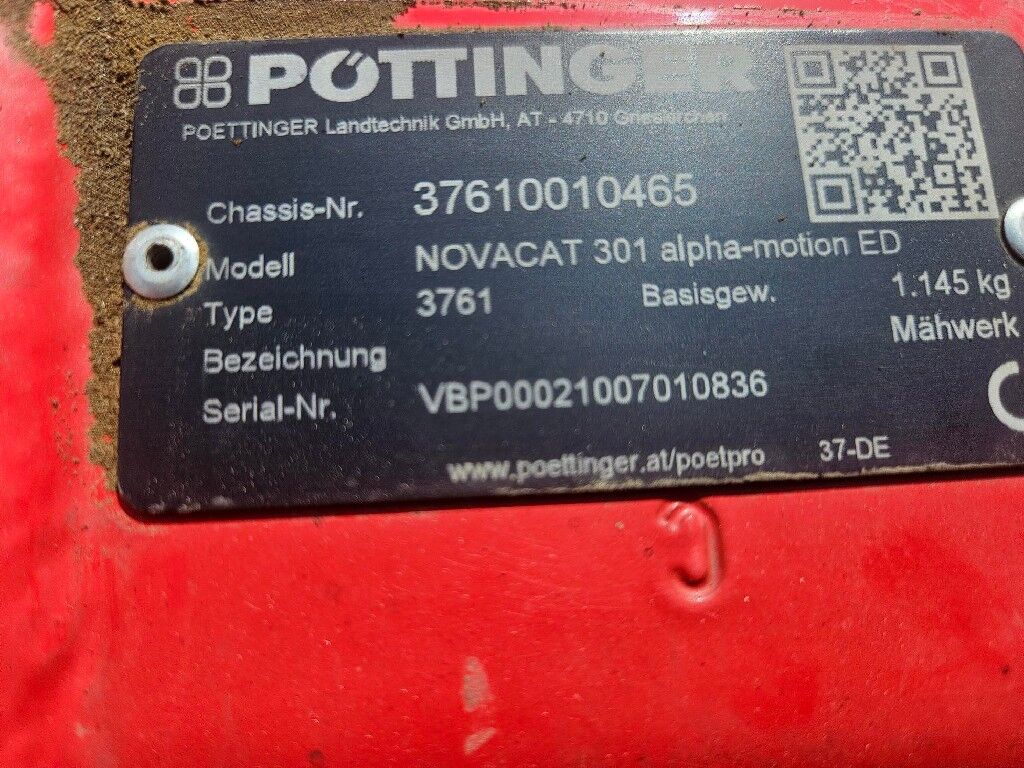 PÖTTINGER
POETTINGER Landtechnik GmbH, AT - 4710 Grieskirchen
Chassis-Nr. 37610010465
Modell NOVACAT 301 alpha-motion ED
Type 3761 Basisgew. 1.145 kg
Bezeichnung Mähwerk
Serial-Nr. VBP00021007010836
www.poettinger.at/poetpro 37-DE